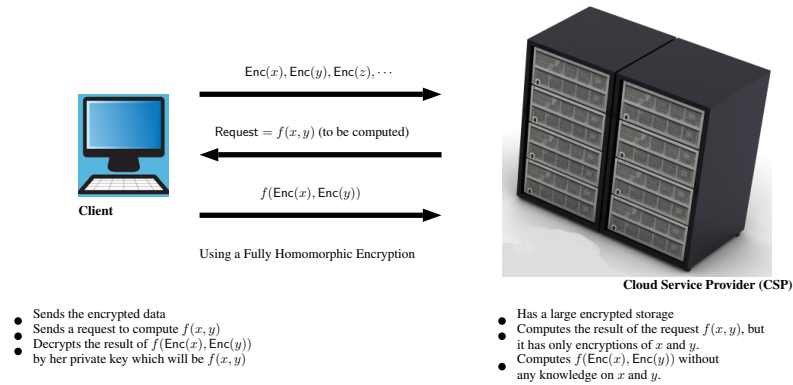 Enc(x), Enc(y), Enc(z), ···
Request = f(x, y) (to be computed)
f(Enc(x), Enc(y))
Client
Using a Fully Homomorphic Encryption
Cloud Service Provider (CSP)
• Sends the encrypted data
• Sends a request to compute f(x, y)
• Decrypts the result of f(Enc(x), Enc(y))
by her private key which will be f(x, y)
• Has a large encrypted storage
• Computes the result of the request f(x, y), but
it has only encryptions of x and y.
• Computes f(Enc(x), Enc(y)) without
any knowledge on x and y.